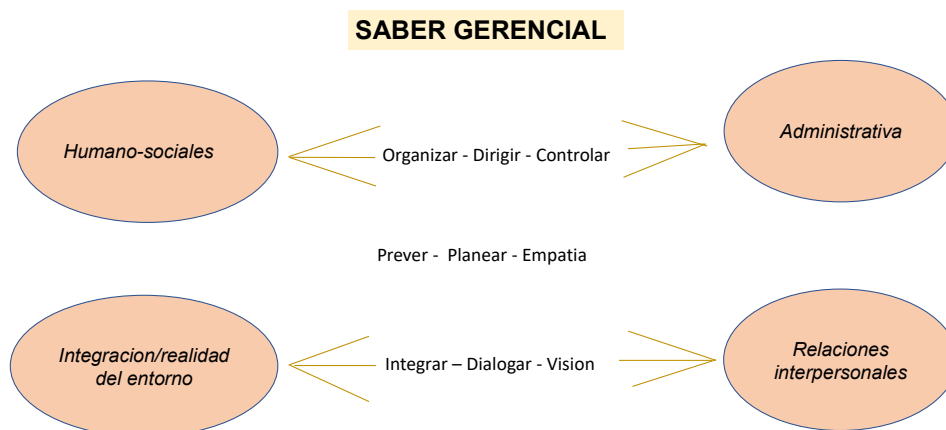 SABER GERENCIAL
Humano-sociales
Organizar - Dirigir - Controlar
Administrativa
Prever - Planear - Empatia
Integracion/realidad
del entorno
Integrar – Dialogar - Vision
Relaciones
interpersonales